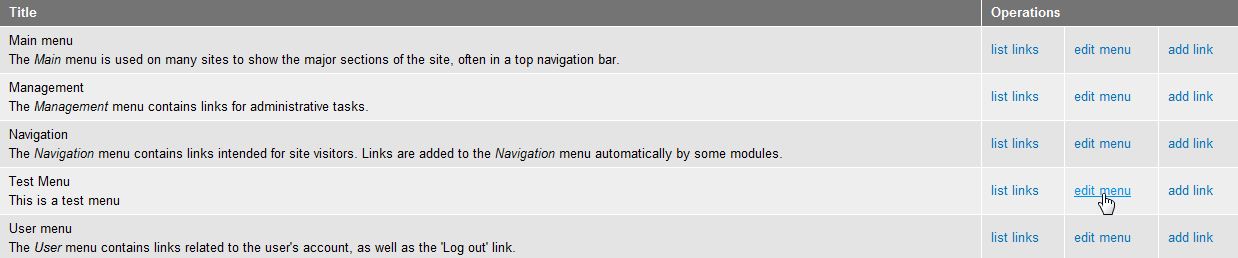 Title Operations
Main menu
The Main menu is used on many sites to show the major sections of the site, often in a top navigation bar.
list links edit menu add link
Management
The Management menu contains links for administrative tasks.
list links edit menu add link
Navigation
The Navigation menu contains links intended for site visitors. Links are added to the Navigation menu automatically by some modules.
list links edit menu add link
Test Menu
This is a test menu
list links edit menu add link
User menu
The User menu contains links related to the user's account, as well as the 'Log out' link.
list links edit menu add link